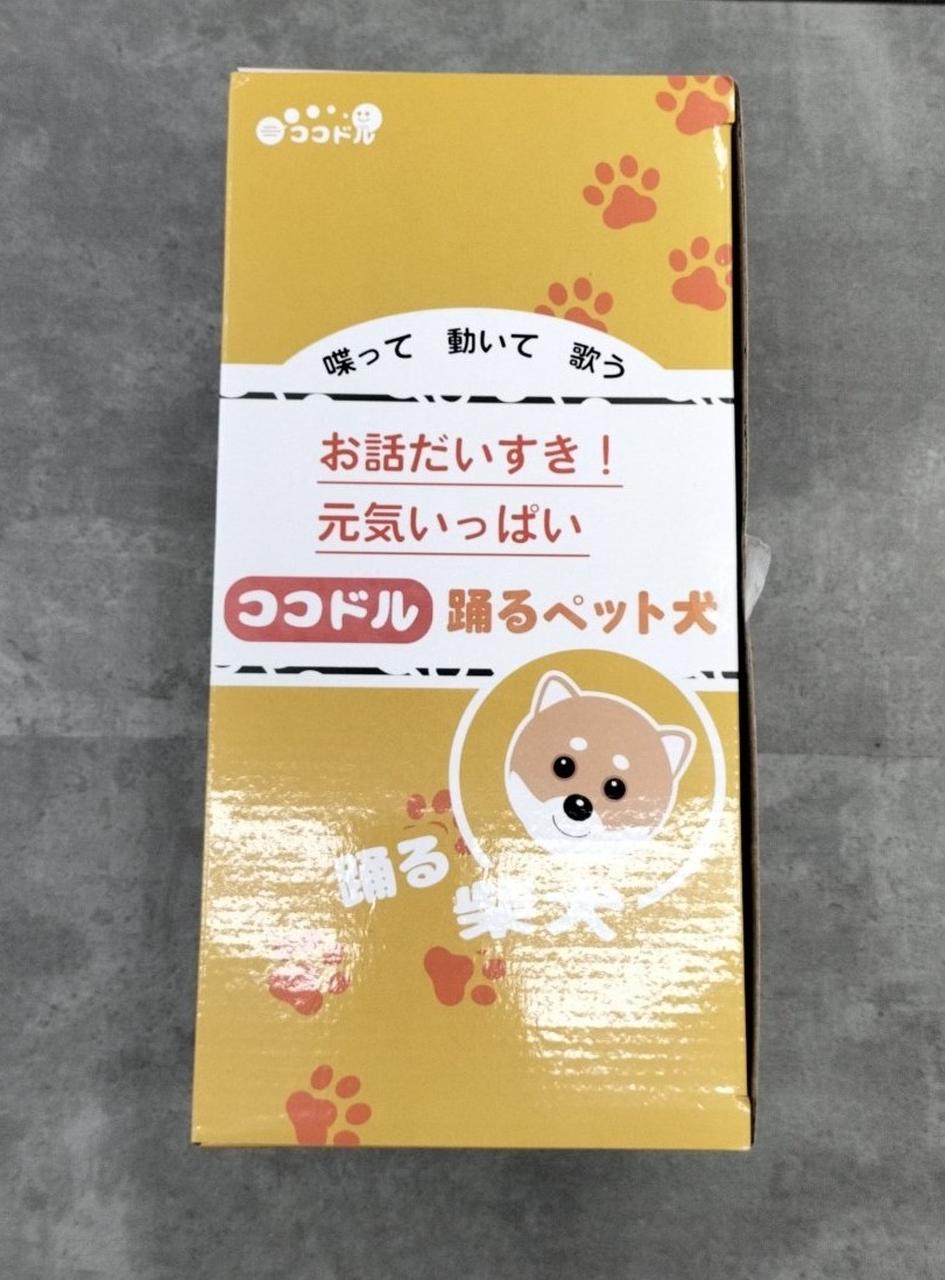 ココドル
喋って 動いて 歌う
お話だいすき！
元気いっぱい
ココドル 踊るペット犬
踊る
柴犬